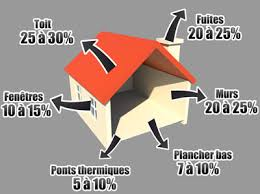 Toit
25 à 30%
Fuites
20 à 25%
Fenêtres
10 à 15%
Murs
20 à 25%
Ponts thermiques
5 à 10%
Plancher bas
7 à 10%